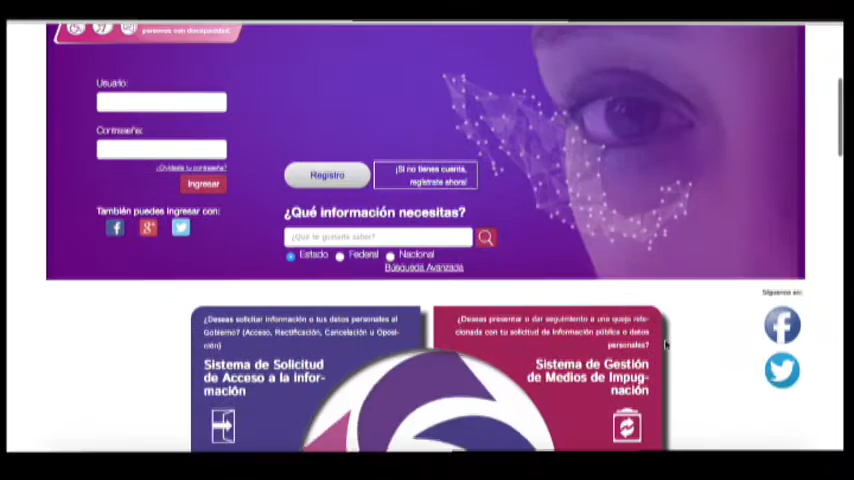 personas con discapacidad.
Usuario:
Contraseña:
¿Olvidaste tu contraseña?
Ingresar
También puedes ingresar con:
Registro
¡Si no tienes cuenta,
regístrate ahora!
¿Qué información necesitas?
¿Qué te gustaría saber?
Estado
Federal
Nacional
Búsqueda Avanzada
Síguenos en:
¿Deseas solicitar información o tus datos personales al
Gobierno? (Acceso, Rectificación, Cancelación u Oposi-
ción)
Sistema de Solicitud
de Acceso a la infor-
mación
¿Deseas presentar o dar seguimiento a una queja rela-
cionada con tu solicitud de información pública o datos
personales?
Sistema de Gestión
de Medios de Impug-
nación